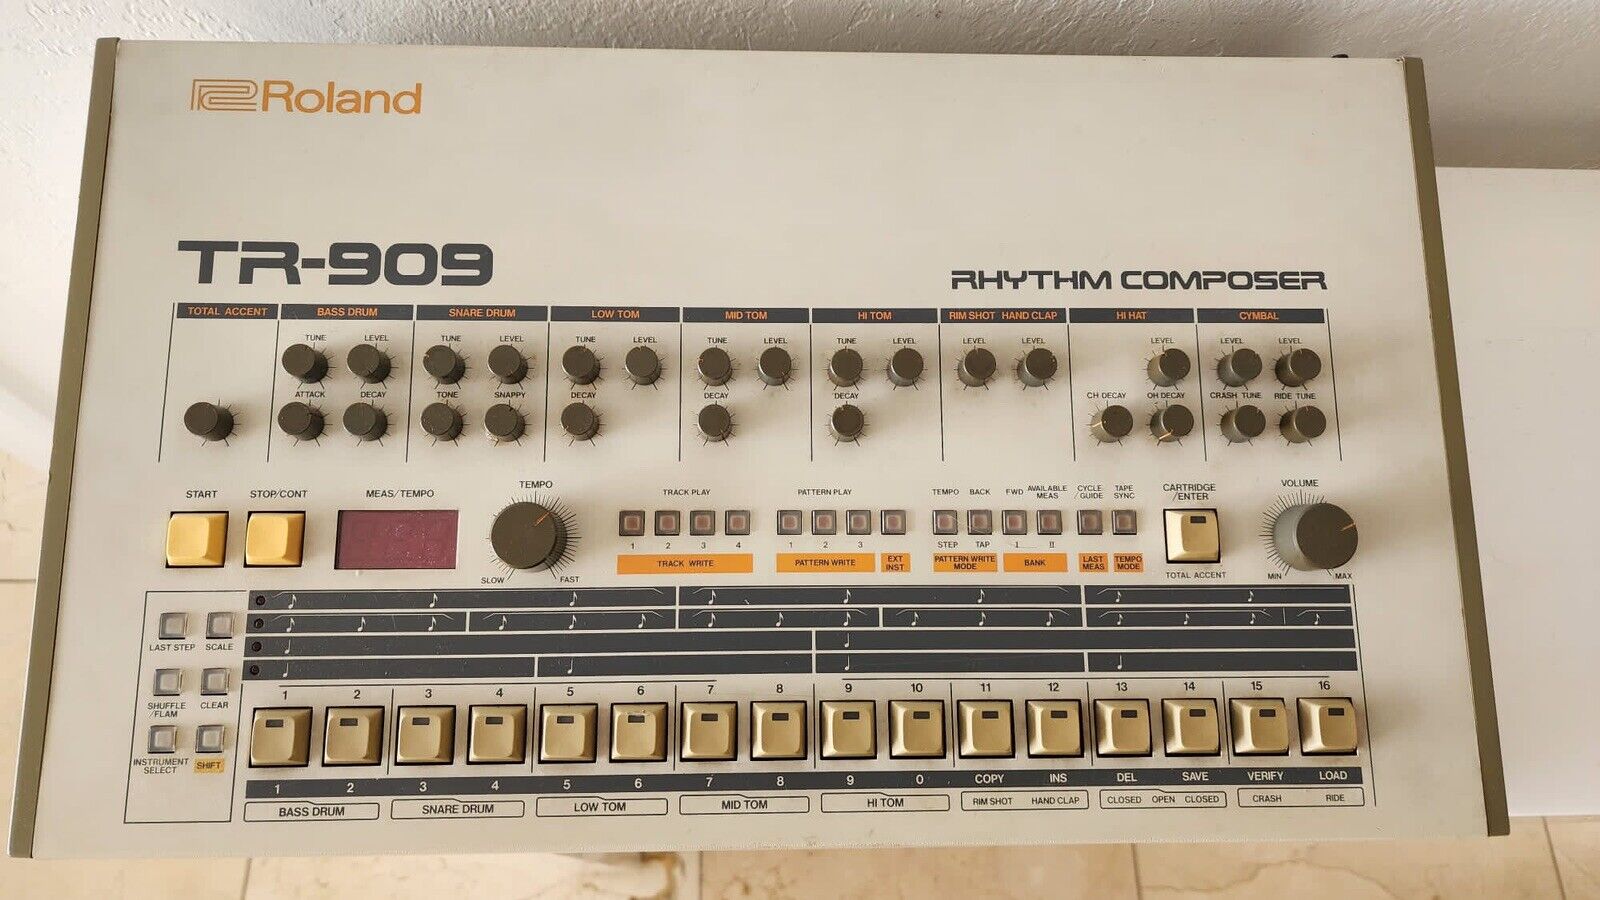 Roland
TR-909
RHYTHM COMPOSER
TOTAL ACCENT BASS DRUM SNARE DRUM LOW TOM MID TOM HI TOM RIM SHOT HAND CLAP HI HAT CYMBAL
TUNE LEVEL TUNE LEVEL TUNE LEVEL TUNE LEVEL TUNE LEVEL LEVEL LEVEL LEVEL LEVEL LEVEL
ATTACK DECAY TONE SNAPPY DECAY DECAY DECAY CH DECAY OH DECAY CRASH TUNE RIDE TUNE
START STOP/CONT MEAS/TEMPO TEMPO TRACK PLAY PATTERN PLAY TEMPO BACK FWD AVAILABLE MEAS CYCLE /GUIDE TAPE SYNC CARTRIDGE /ENTER VOLUME
1 2 3 4 1 2 3 STEP TAP I II
SLOW FAST TRACK WRITE PATTERN WRITE EXT INST PATTERN WRITE MODE BANK LAST MEAS TEMPO MODE TOTAL ACCENT MIN MAX
LAST STEP SCALE
SHUFFLE /FLAM CLEAR
INSTRUMENT SELECT SHIFT
1 2 3 4 5 6 7 8 9 10 11 12 13 14 15 16
1 2 3 4 5 6 7 8 9 0 COPY INS DEL SAVE VERIFY LOAD
BASS DRUM SNARE DRUM LOW TOM MID TOM HI TOM RIM SHOT HAND CLAP CLOSED OPEN CLOSED CRASH RIDE